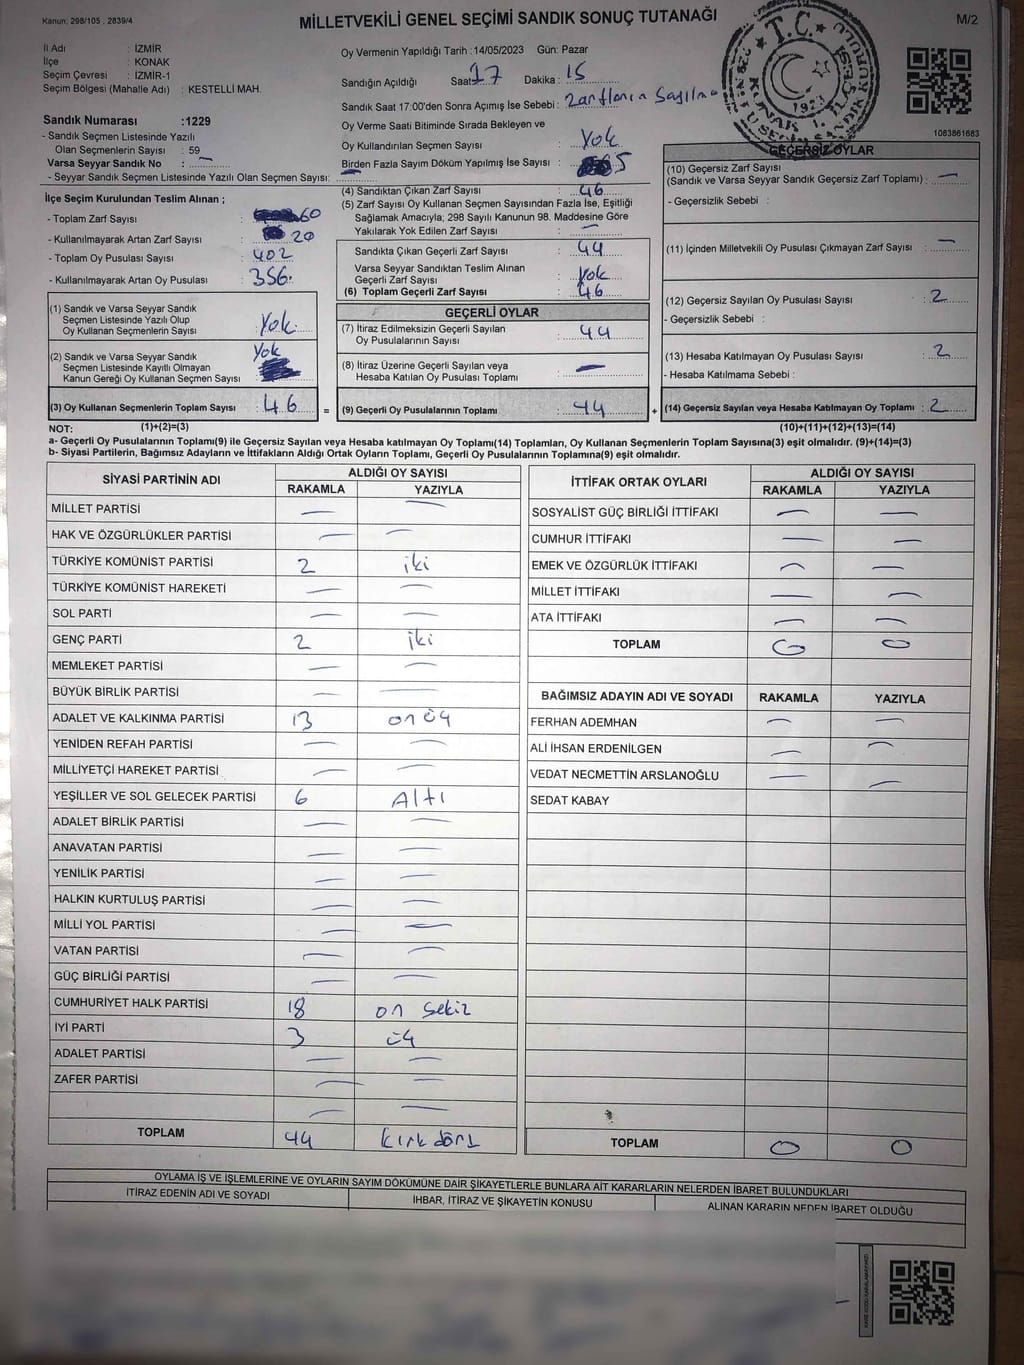 Kanun: 298/105 . 2839/4
MİLLETVEKİLİ GENEL SEÇİMİ SANDIK SONUÇ TUTANAĞI
M/2
İl Adı : İZMİR
İlçe : KONAK
Seçim Çevresi : İZMİR-1
Seçim Bölgesi (Mahalle Adı) : KESTELLİ MAH.
Sandık Numarası :1229
- Sandık Seçmen Listesinde Yazılı
Olan Seçmenlerin Sayısı : 59
Varsa Seyyar Sandık No : —
- Seyyar Sandık Seçmen Listesinde Yazılı Olan Seçmen Sayısı:
Oy Vermenin Yapıldığı Tarih :14/05/2023 Gün: Pazar
Sandığın Açıldığı Saat: 17 Dakika : 15
Sandık Saat 17:00'den Sonra Açımış İse Sebebi : Zarfların Sayılma
Oy Verme Saati Bitiminde Sırada Bekleyen ve
Oy Kullandırılan Seçmen Sayısı : Yok
Birden Fazla Sayım Döküm Yapılmış İse Sayısı :
T.C.
1083861683
İlçe Seçim Kurulundan Teslim Alınan ;
- Toplam Zarf Sayısı : 60
- Kullanılmayarak Artan Zarf Sayısı : 20
- Toplam Oy Pusulası Sayısı : 402
- Kullanılmayarak Artan Oy Pusulası : 356
(1) Sandık ve Varsa Seyyar Sandık
Seçmen Listesinde Yazılı Olup
Oy Kullanan Seçmenlerin Sayısı : Yok
(2) Sandık ve Varsa Seyyar Sandık
Seçmen Listesinde Kayıtlı Olmayan
Kanun Gereği Oy Kullanan Seçmen Sayısı : Yok
(3) Oy Kullanan Seçmenlerin Toplam Sayısı : 46
(4) Sandıktan Çıkan Zarf Sayısı : 46
(5) Zarf Sayısı Oy Kullanan Seçmen Sayısından Fazla İse, Eşitliği
Sağlamak Amacıyla; 298 Sayılı Kanunun 98. Maddesine Göre
Yakılarak Yok Edilen Zarf Sayısı : —
Sandıkta Çıkan Geçerli Zarf Sayısı : 44
Varsa Seyyar Sandıktan Teslim Alınan
Geçerli Zarf Sayısı : Yok
(6) Toplam Geçerli Zarf Sayısı : 46
GEÇERLİ OYLAR
(7) İtiraz Edilmeksizin Geçerli Sayılan
Oy Pusulalarının Sayısı : 44
(8) İtiraz Üzerine Geçerli Sayılan veya
Hesaba Katılan Oy Pusulası Toplamı : —
= (9) Geçerli Oy Pusulalarının Toplamı : 44
GEÇERSİZ OYLAR
(10) Geçersiz Zarf Sayısı
(Sandık ve Varsa Seyyar Sandık Geçersiz Zarf Toplamı) : —
- Geçersizlik Sebebi :
(11) İçinden Milletvekili Oy Pusulası Çıkmayan Zarf Sayısı : —
(12) Geçersiz Sayılan Oy Pusulası Sayısı : 2
- Geçersizlik Sebebi :
(13) Hesaba Katılmayan Oy Pusulası Sayısı : 2
- Hesaba Katılmama Sebebi :
+ (14) Geçersiz Sayılan veya Hesaba Katılmayan Oy Toplamı : 2
NOT: (1)+(2)=(3)
(10)+(11)+(12)+(13)=(14)
a- Geçerli Oy Pusulalarının Toplamı(9) ile Geçersiz Sayılan veya Hesaba katılmayan Oy Toplamı(14) Toplamları, Oy Kullanan Seçmenlerin Toplam Sayısına(3) eşit olmalıdır. (9)+(14)=(3)
b- Siyasi Partilerin, Bağımsız Adayların ve İttifakların Aldığı Ortak Oyların Toplamı, Geçerli Oy Pusulalarının Toplamına(9) eşit olmalıdır.
SİYASİ PARTİNİN ADI ALDIĞI OY SAYISI
RAKAMLA YAZIYLA
MİLLET PARTİSİ — —
HAK VE ÖZGÜRLÜKLER PARTİSİ — —
TÜRKİYE KOMÜNİST PARTİSİ 2 iki
TÜRKİYE KOMÜNİST HAREKETİ — —
SOL PARTİ — —
GENÇ PARTİ 2 iki
MEMLEKET PARTİSİ — —
BÜYÜK BİRLİK PARTİSİ — —
ADALET VE KALKINMA PARTİSİ 13 on üç
YENİDEN REFAH PARTİSİ — —
MİLLİYETÇİ HAREKET PARTİSİ — —
YEŞİLLER VE SOL GELECEK PARTİSİ 6 Altı
ADALET BİRLİK PARTİSİ — —
ANAVATAN PARTİSİ — —
YENİLİK PARTİSİ — —
HALKIN KURTULUŞ PARTİSİ — —
MİLLİ YOL PARTİSİ — —
VATAN PARTİSİ — —
GÜÇ BİRLİĞİ PARTİSİ — —
CUMHURİYET HALK PARTİSİ 18 on sekiz
İYİ PARTİ 3 üç
ADALET PARTİSİ — —
ZAFER PARTİSİ — —
— —
TOPLAM 44 kırk dört
İTTİFAK ORTAK OYLARI ALDIĞI OY SAYISI
RAKAMLA YAZIYLA
SOSYALİST GÜÇ BİRLİĞİ İTTİFAKI — —
CUMHUR İTTİFAKI — —
EMEK VE ÖZGÜRLÜK İTTİFAKI — —
MİLLET İTTİFAKI — —
ATA İTTİFAKI — —
TOPLAM 0 0
BAĞIMSIZ ADAYIN ADI VE SOYADI RAKAMLA YAZIYLA
FERHAN ADEMHAN — —
ALİ İHSAN ERDENİLGEN — —
VEDAT NECMETTİN ARSLANOĞLU — —
SEDAT KABAY
TOPLAM 0 0
OYLAMA İŞ VE İŞLEMLERİNE VE OYLARIN SAYIM DÖKÜMÜNE DAİR ŞİKAYETLERLE BUNLARA AİT KARARLARIN NELERDEN İBARET BULUNDUKLARI
İTİRAZ EDENİN ADI VE SOYADI
İHBAR, İTİRAZ VE ŞİKAYETİN KONUSU
ALINAN KARARIN NEDEN İBARET OLDUĞU